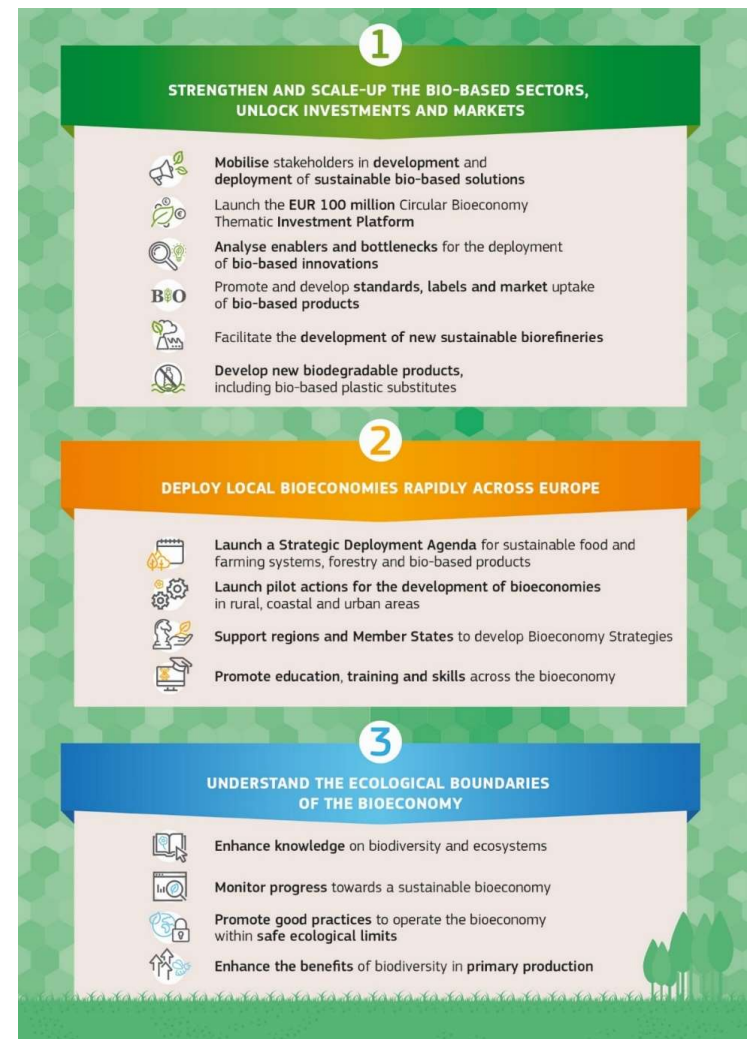 1
STRENGTHEN AND SCALE-UP THE BIO-BASED SECTORS,
UNLOCK INVESTMENTS AND MARKETS
Mobilise stakeholders in development and
deployment of sustainable bio-based solutions
Launch the EUR 100 million Circular Bioeconomy
Thematic Investment Platform
Analyse enablers and bottlenecks for the deployment
of bio-based innovations
BIO
Promote and develop standards, labels and market uptake
of bio-based products
Facilitate the development of new sustainable biorefineries
Develop new biodegradable products,
including bio-based plastic substitutes
2
DEPLOY LOCAL BIOECONOMIES RAPIDLY ACROSS EUROPE
Launch a Strategic Deployment Agenda for sustainable food and
farming systems, forestry and bio-based products
Launch pilot actions for the development of bioeconomies
in rural, coastal and urban areas
Support regions and Member States to develop Bioeconomy Strategies
Promote education, training and skills across the bioeconomy
3
UNDERSTAND THE ECOLOGICAL BOUNDARIES
OF THE BIOECONOMY
Enhance knowledge on biodiversity and ecosystems
Monitor progress towards a sustainable bioeconomy
Promote good practices to operate the bioeconomy
within safe ecological limits
Enhance the benefits of biodiversity in primary production